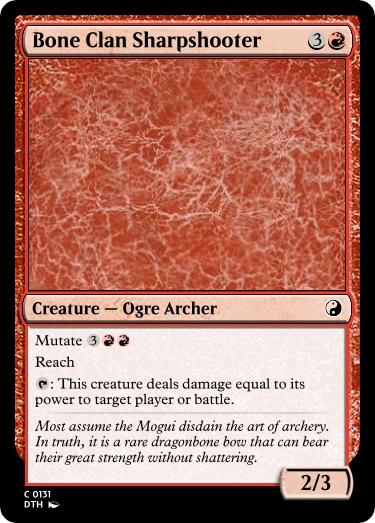 Bone Clan Sharpshooter 3
Creature — Ogre Archer
Mutate 3
Reach
: This creature deals damage equal to its
power to target player or battle.
Most assume the Mogui disdain the art of archery.
In truth, it is a rare dragonbone bow that can bear
their great strength without shattering.
2/3
C 0131
DTH